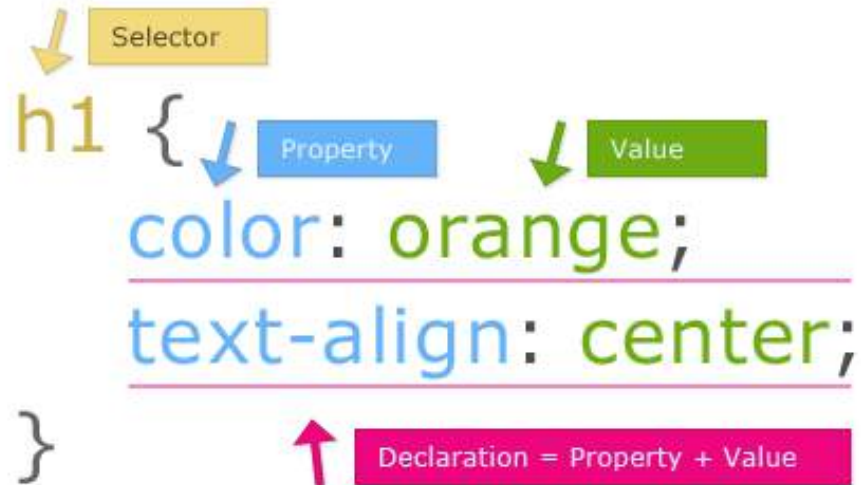 Selector
h1 {
Property
Value
color: orange;
text-align: center;
}
Declaration = Property + Value